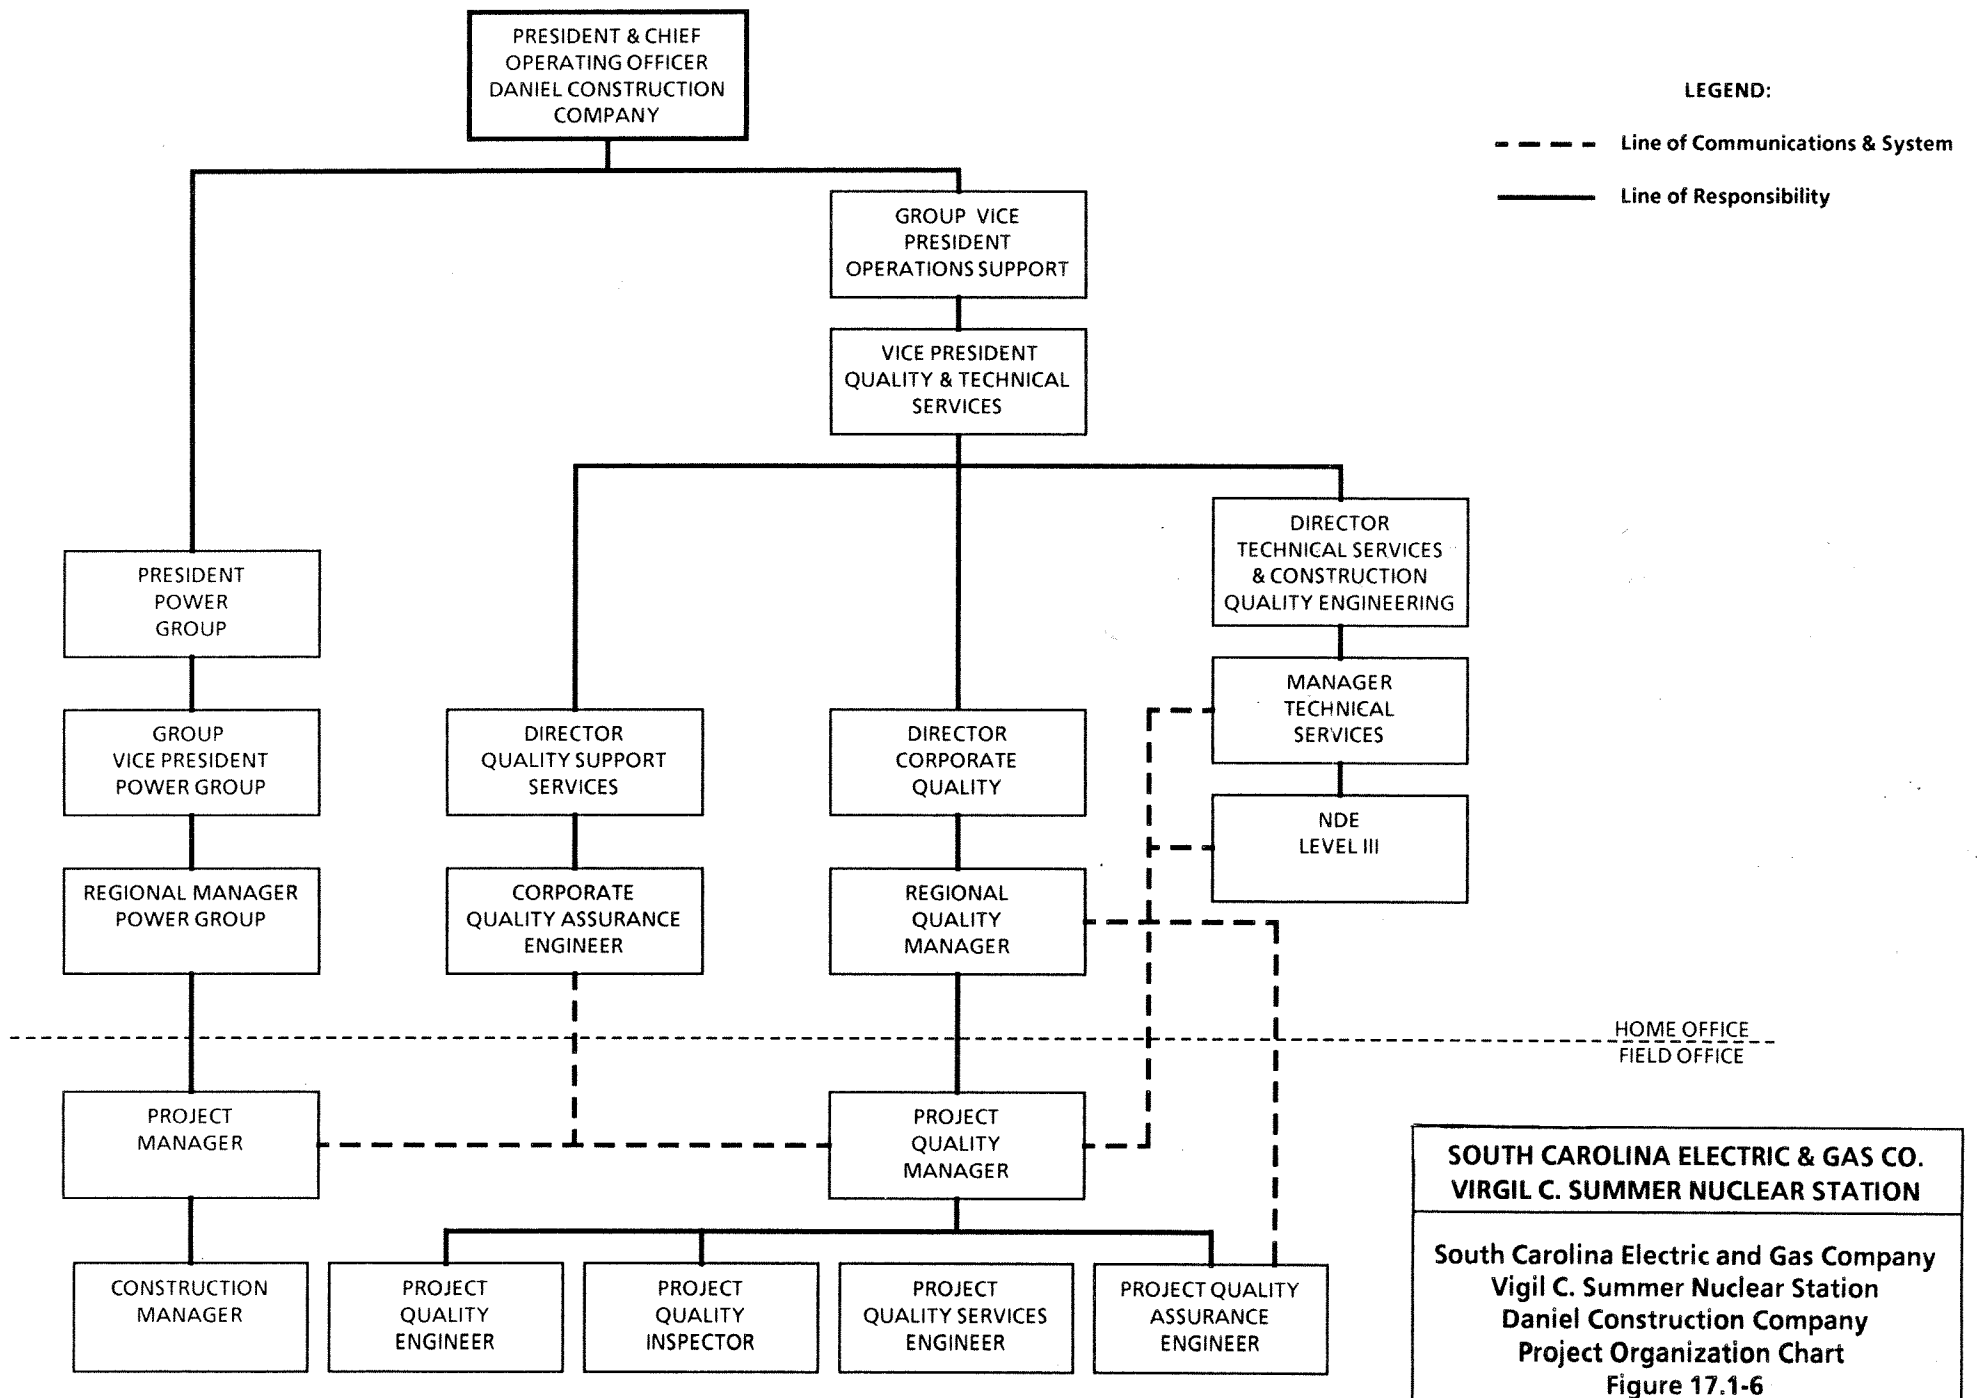 PRESIDENT & CHIEF
OPERATING OFFICER
DANIEL CONSTRUCTION
COMPANY
LEGEND:
Line of Communications & System
Line of Responsibility
GROUP VICE
PRESIDENT
OPERATIONS SUPPORT
VICE PRESIDENT
QUALITY & TECHNICAL
SERVICES
DIRECTOR
TECHNICAL SERVICES
& CONSTRUCTION
QUALITY ENGINEERING
PRESIDENT
POWER
GROUP
MANAGER
TECHNICAL
SERVICES
GROUP
VICE PRESIDENT
POWER GROUP
DIRECTOR
QUALITY SUPPORT
SERVICES
DIRECTOR
CORPORATE
QUALITY
NDE
LEVEL III
REGIONAL MANAGER
POWER GROUP
CORPORATE
QUALITY ASSURANCE
ENGINEER
REGIONAL
QUALITY
MANAGER
HOME OFFICE
FIELD OFFICE
PROJECT
MANAGER
PROJECT
QUALITY
MANAGER
CONSTRUCTION
MANAGER
PROJECT
QUALITY
ENGINEER
PROJECT
QUALITY
INSPECTOR
PROJECT
QUALITY SERVICES
ENGINEER
PROJECT QUALITY
ASSURANCE
ENGINEER
SOUTH CAROLINA ELECTRIC & GAS CO.
VIRGIL C. SUMMER NUCLEAR STATION
South Carolina Electric and Gas Company
Vigil C. Summer Nuclear Station
Daniel Construction Company
Project Organization Chart
Figure 17.1-6